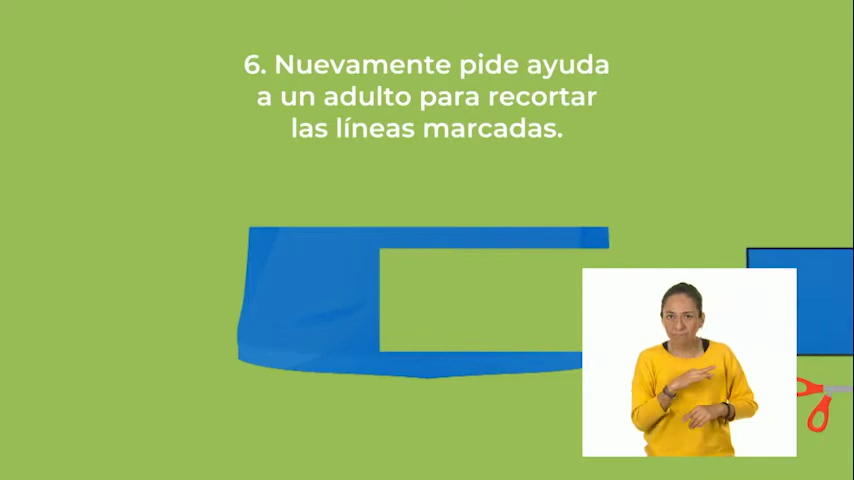 6. Nuevamente pide ayuda
a un adulto para recortar
las líneas marcadas.